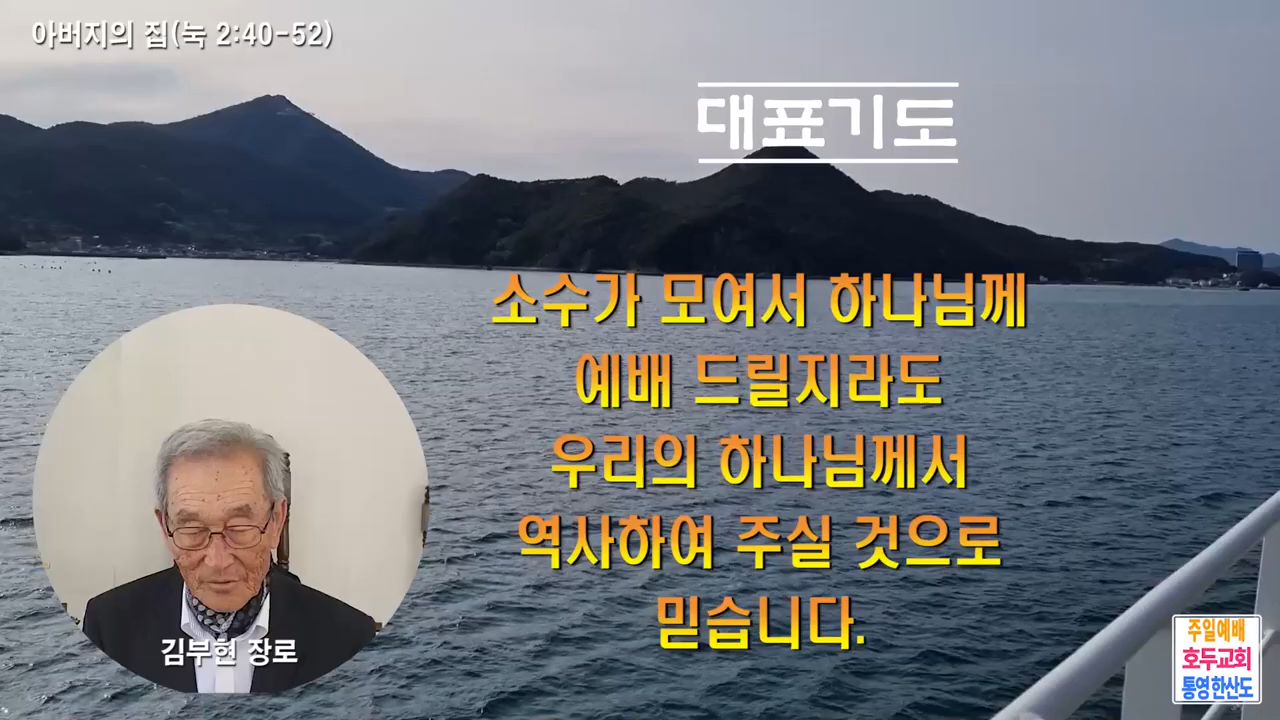 아버지의 집(눅 2:40-52)
대표기도
소수가 모여서 하나님께
예배 드릴지라도
우리의 하나님께서
역사하여 주실 것으로
믿습니다.
김부현 장로
주일예배
호두교회
통영한산도